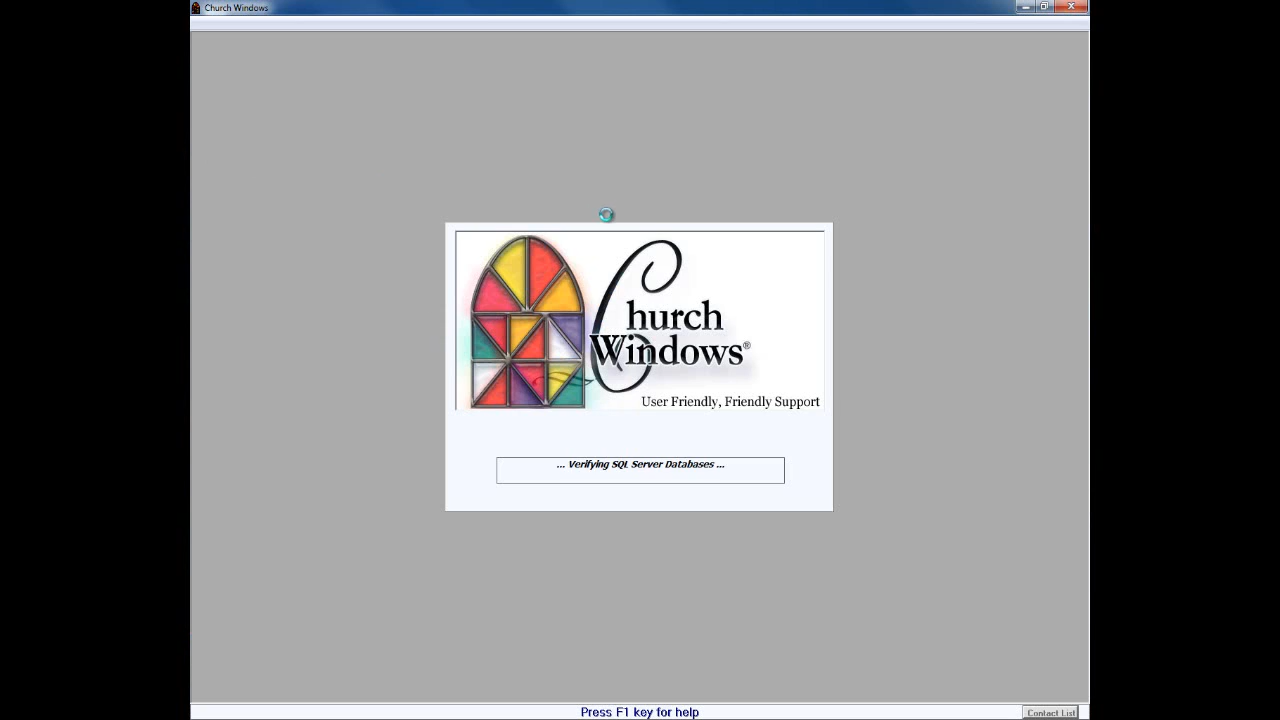 Church Windows
Church
Windows®
User Friendly, Friendly Support
... Verifying SQL Server Databases ...
Press F1 key for help
Contact List